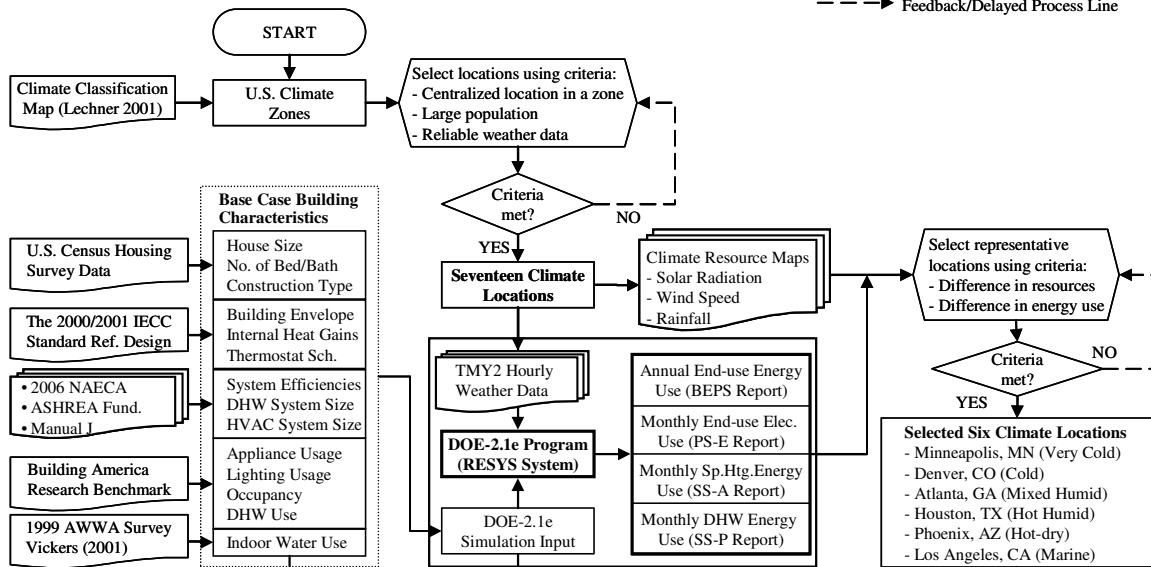 Feedback/Delayed Process Line
START
Climate Classification
Map (Lechner 2001)
U.S. Climate
Zones
Select locations using criteria:
- Centralized location in a zone
- Large population
- Reliable weather data
Criteria
met?
NO
YES
Seventeen Climate
Locations
Climate Resource Maps
- Solar Radiation
- Wind Speed
- Rainfall
Select representative
locations using criteria:
- Difference in resources
- Difference in energy use
Criteria
met?
NO
YES
Base Case Building
Characteristics
U.S. Census Housing
Survey Data
House Size
No. of Bed/Bath
Construction Type
The 2000/2001 IECC
Standard Ref. Design
Building Envelope
Internal Heat Gains
Thermostat Sch.
• 2006 NAECA
• ASHREA Fund.
• Manual J
System Efficiencies
DHW System Size
HVAC System Size
Building America
Research Benchmark
Appliance Usage
Lighting Usage
Occupancy
DHW Use
1999 AWWA Survey
Vickers (2001)
Indoor Water Use
TMY2 Hourly
Weather Data
DOE-2.1e Program
(RESYS System)
DOE-2.1e
Simulation Input
Annual End-use Energy
Use (BEPS Report)
Monthly End-use Elec.
Use (PS-E Report)
Monthly Sp.Htg.Energy
Use (SS-A Report)
Monthly DHW Energy
Use (SS-P Report)
Selected Six Climate Locations
- Minneapolis, MN (Very Cold)
- Denver, CO (Cold)
- Atlanta, GA (Mixed Humid)
- Houston, TX (Hot Humid)
- Phoenix, AZ (Hot-dry)
- Los Angeles, CA (Marine)